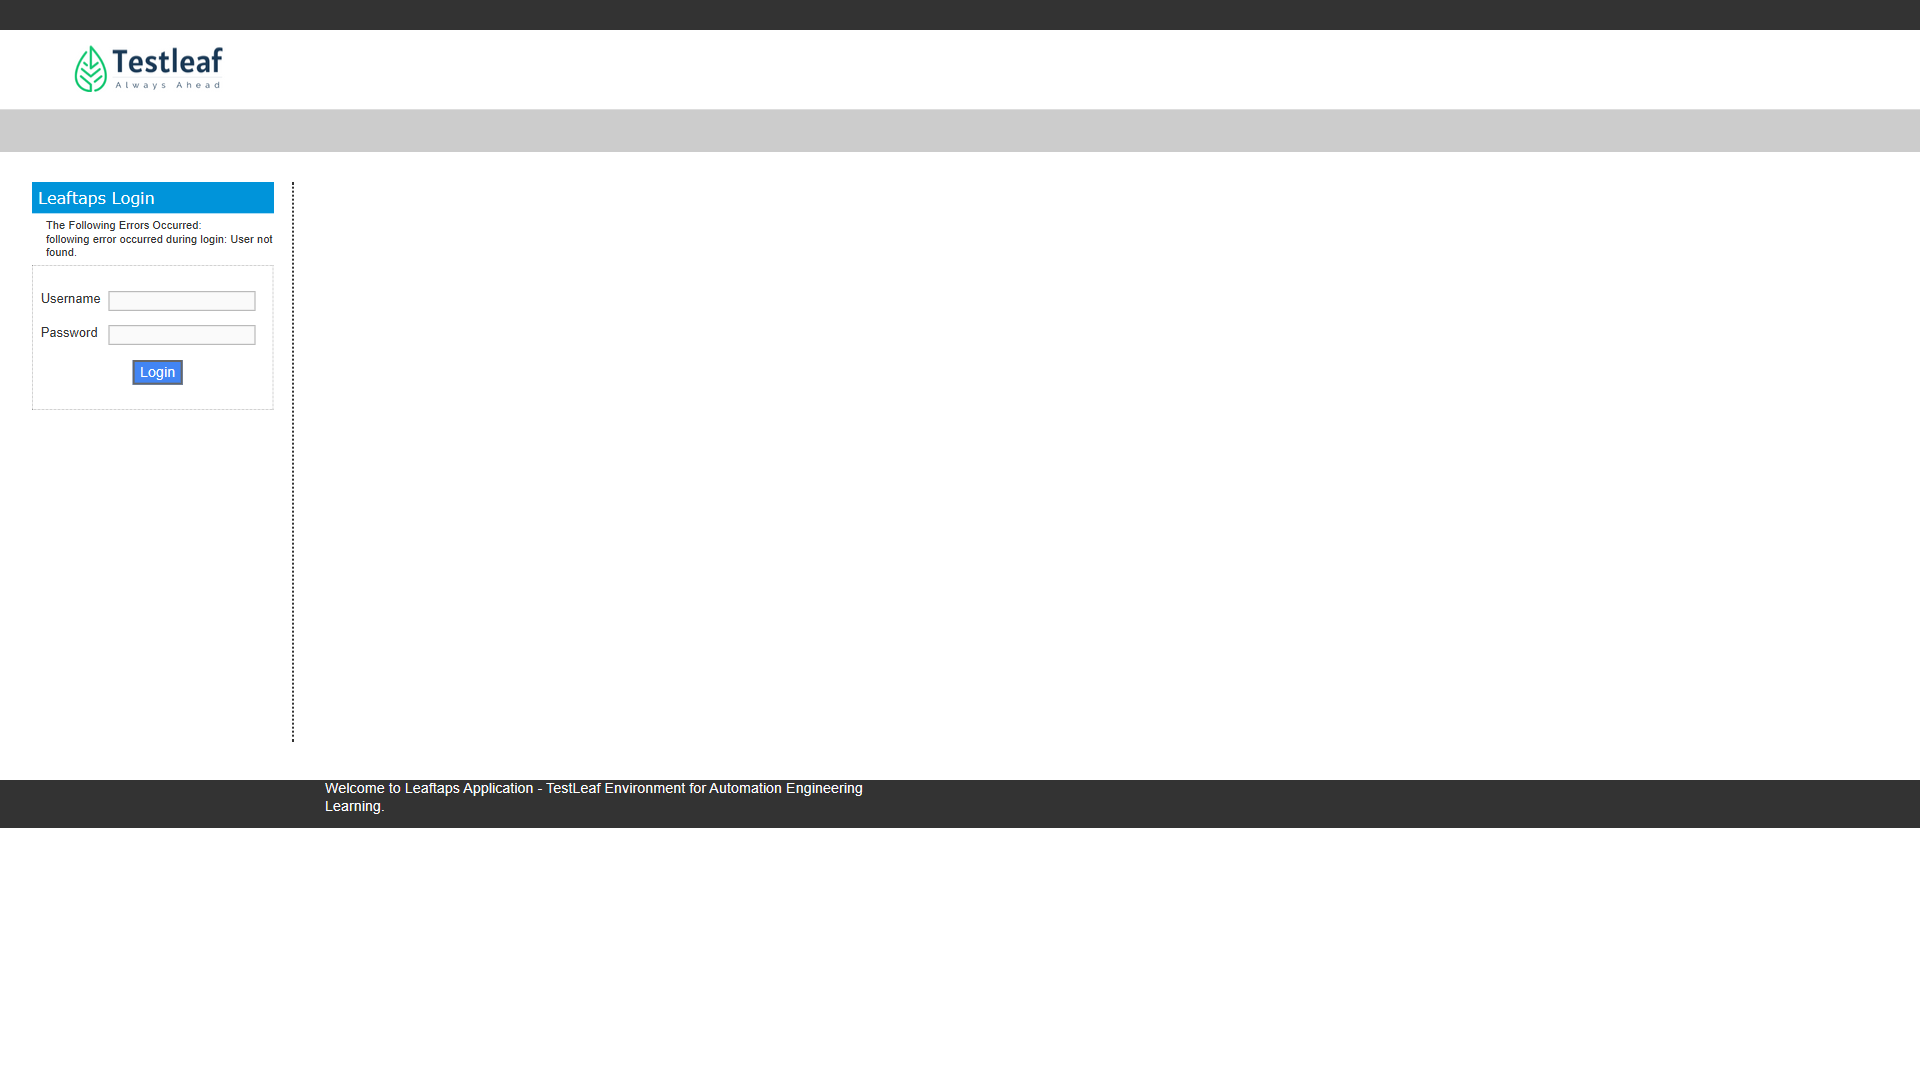 Testleaf
Always Ahead
Leaftaps Login
The Following Errors Occurred:
following error occurred during login: User not
found.
Username
Password
Login
Welcome to Leaftaps Application - TestLeaf Environment for Automation Engineering
Learning.